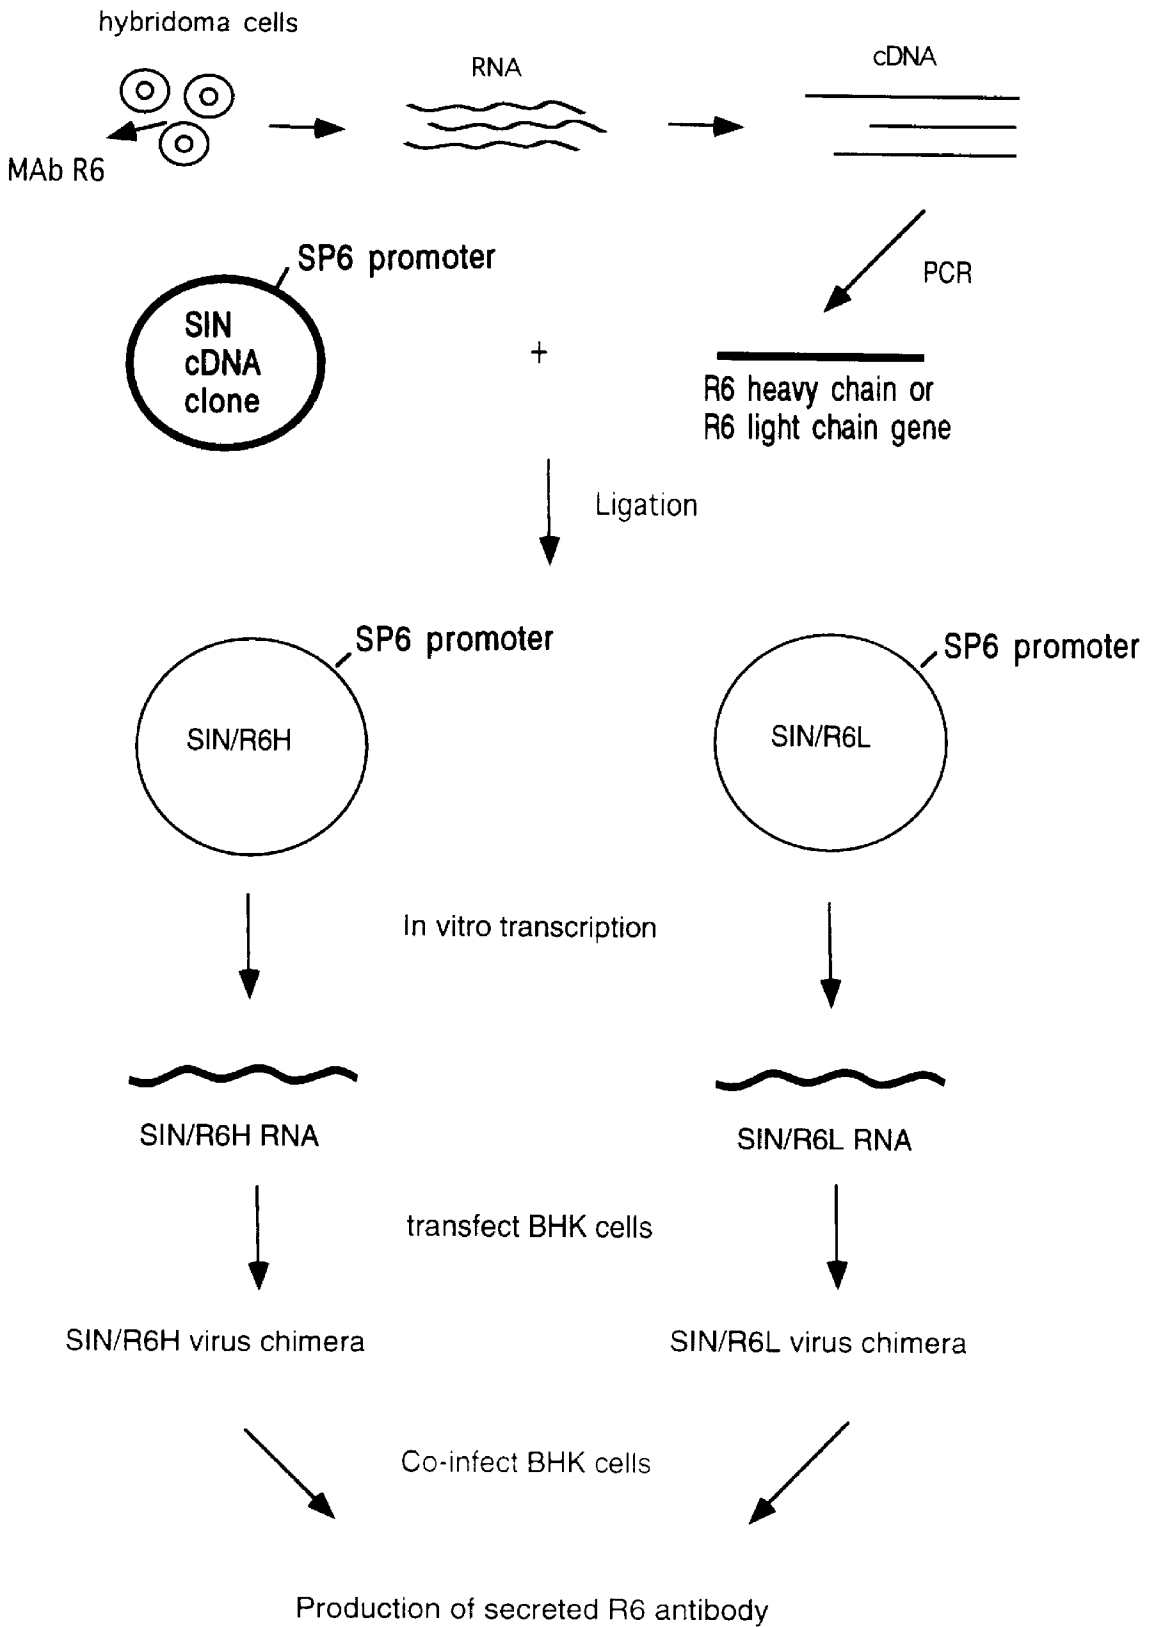 hybridoma cells
RNA
cDNA
MAb R6
SP6 promoter
PCR
SIN
cDNA
clone
+
R6 heavy chain or
R6 light chain gene
Ligation
SP6 promoter
SP6 promoter
SIN/R6H
SIN/R6L
In vitro transcription
SIN/R6H RNA
SIN/R6L RNA
transfect BHK cells
SIN/R6H virus chimera
SIN/R6L virus chimera
Co-infect BHK cells
Production of secreted R6 antibody